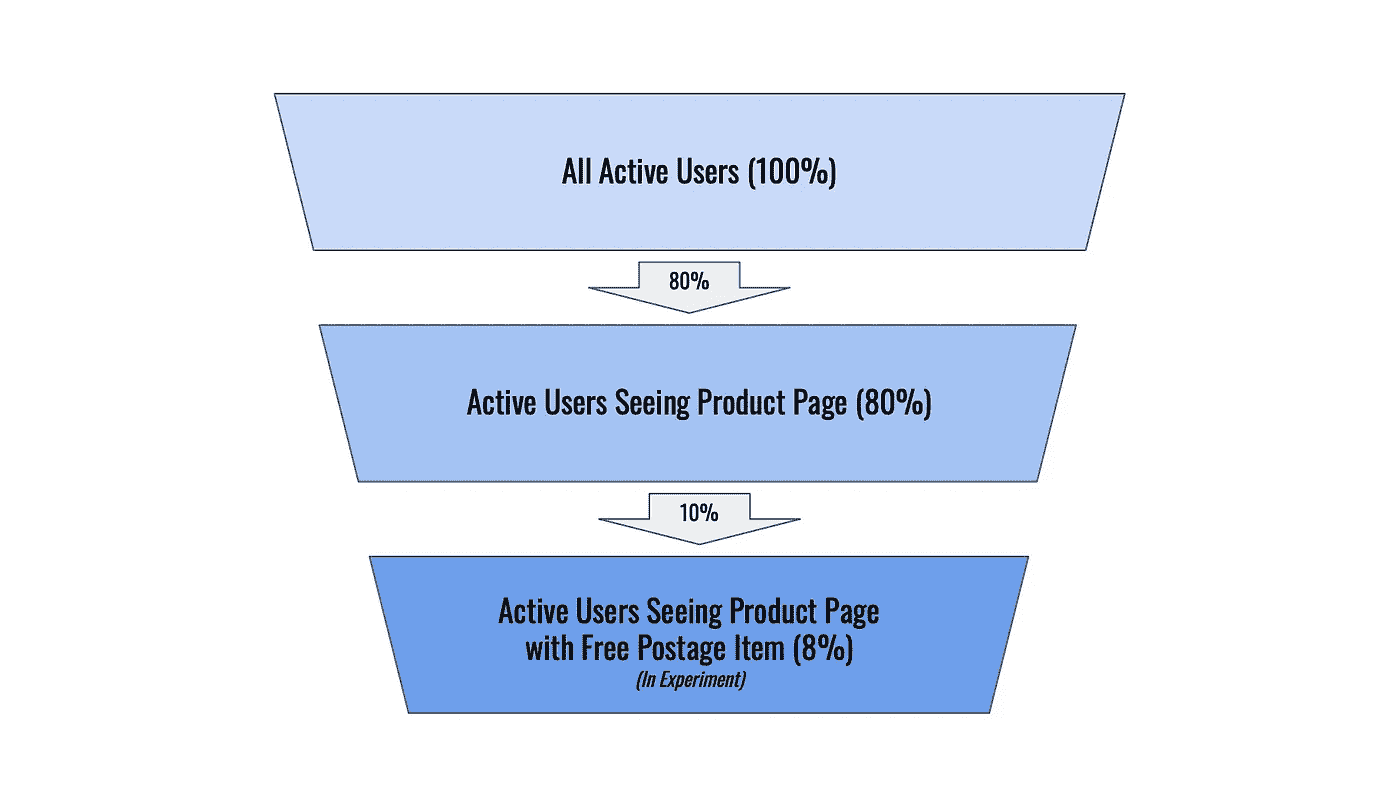 All Active Users (100%)
80%
Active Users Seeing Product Page (80%)
10%
Active Users Seeing Product Page
with Free Postage Item (8%)
(In Experiment)